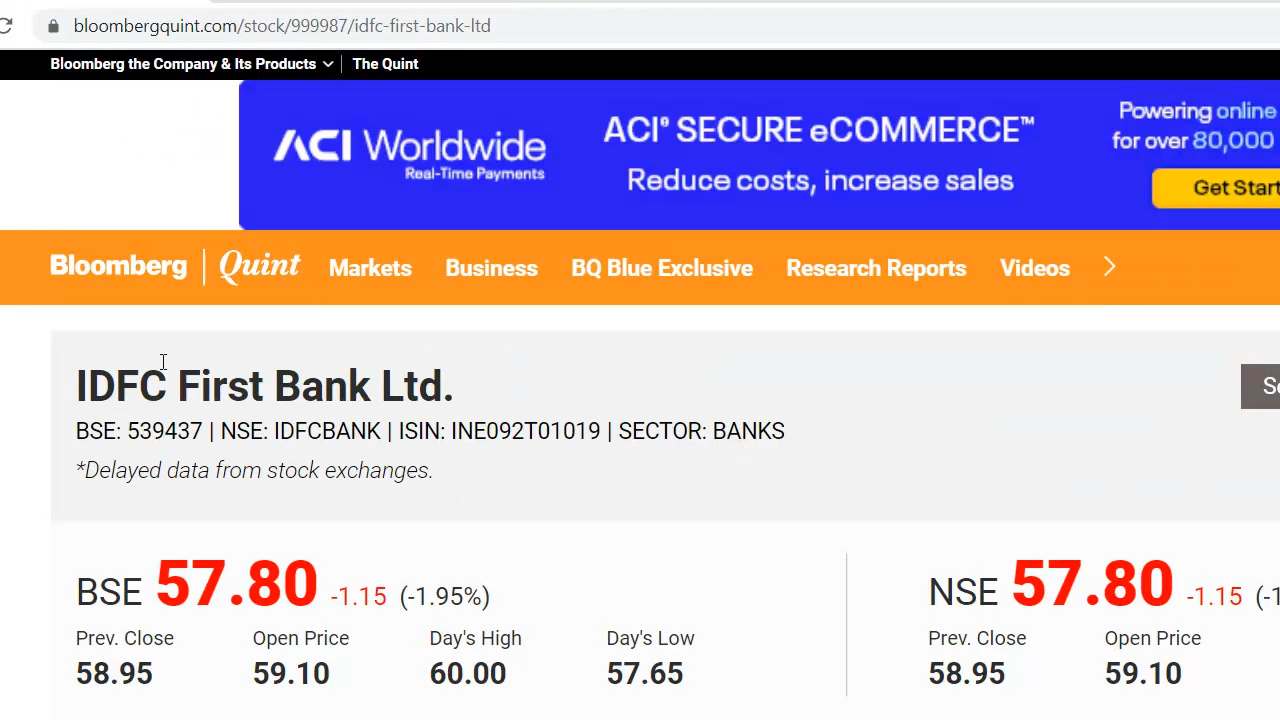 bloombergquint.com/stock/999987/idfc-first-bank-ltd
Bloomberg the Company & Its Products | The Quint
ACI Worldwide
Real-Time Payments
ACI® SECURE eCOMMERCE™
Reduce costs, increase sales
Powering online
for over 80,000
Get Start
Bloomberg | Quint Markets Business BQ Blue Exclusive Research Reports Videos
IDFC First Bank Ltd.
BSE: 539437 | NSE: IDFCBANK | ISIN: INE092T01019 | SECTOR: BANKS
*Delayed data from stock exchanges.
BSE 57.80 -1.15 (-1.95%)
Prev. Close Open Price Day's High Day's Low
58.95 59.10 60.00 57.65
NSE 57.80 -1.15 (-1
Prev. Close Open Price
58.95 59.10